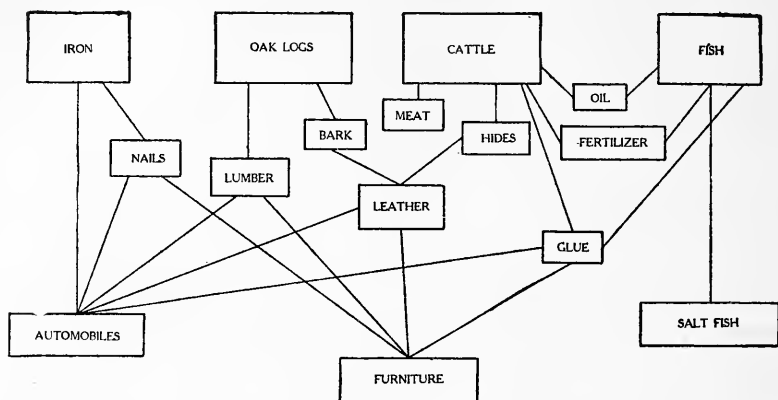 IRON
OAK LOGS
CATTLE
FISH
OIL
MEAT
BARK
HIDES
FERTILIZER
NAILS
LUMBER
LEATHER
GLUE
AUTOMOBILES
SALT FISH
FURNITURE